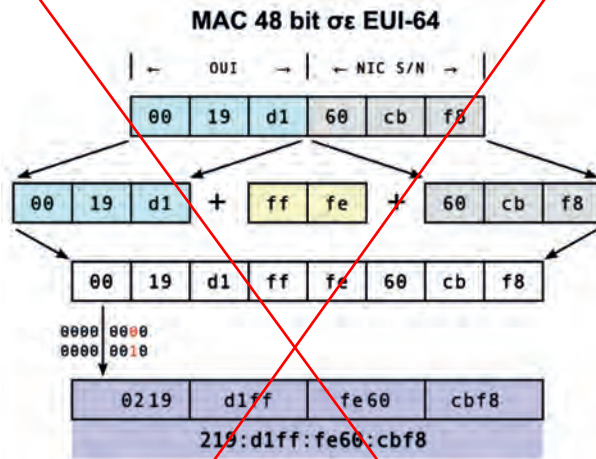 MAC 48 bit σε EUI-64
| ← OUI → | ← NIC S/N → |
00 19 d1 60 cb f8
00 19 d1 + ff fe + 60 cb f8
00 19 d1 ff fe 60 cb f8
0000 0000
0000 0010
0219 d1ff fe60 cbf8
219:d1ff:fe60:cbf8